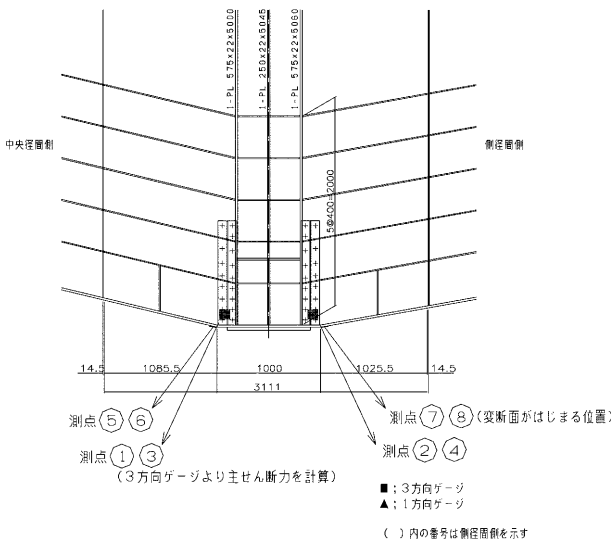 1-PL 575x22x5000
1-PL 250x22x5045
1-PL 575x22x5060
中央径間側
側径間側
5@400=2000
14.5 1085.5 1000 1025.5 14.5
3111
測点⑤⑥
測点⑦⑧(変断面がはじまる位置)
測点①③
測点②④
(3方向ゲージより主せん断力を計算)
■;3方向ゲージ
▲;1方向ゲージ
( )内の番号は側径間側を示す